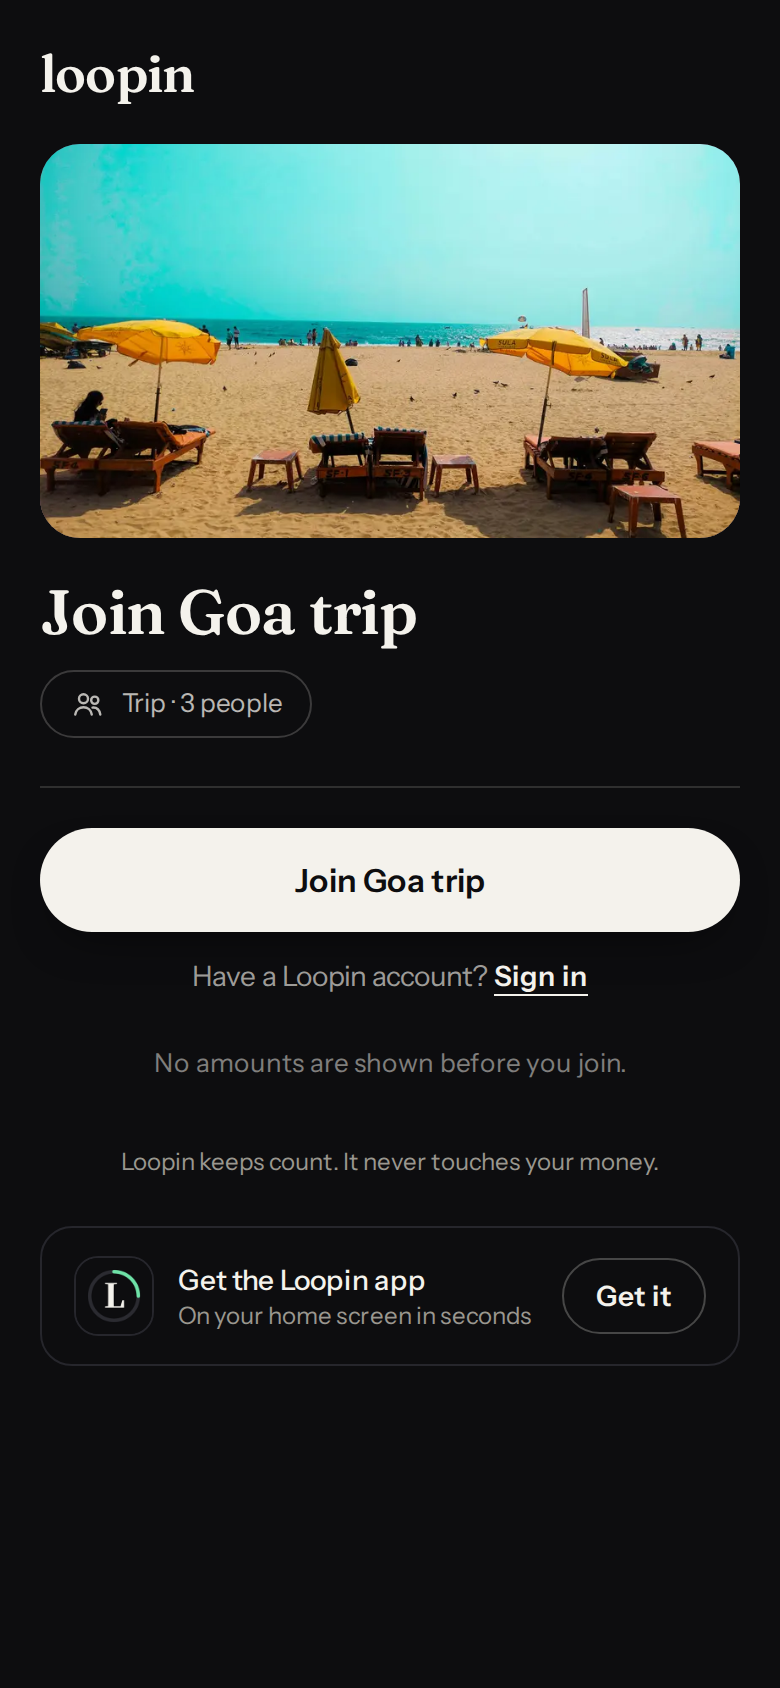 loopin
SULA
Join Goa trip
Trip · 3 people
Join Goa trip
Have a Loopin account? Sign in
No amounts are shown before you join.
Loopin keeps count. It never touches your money.
L
Get the Loopin app
On your home screen in seconds
Get it